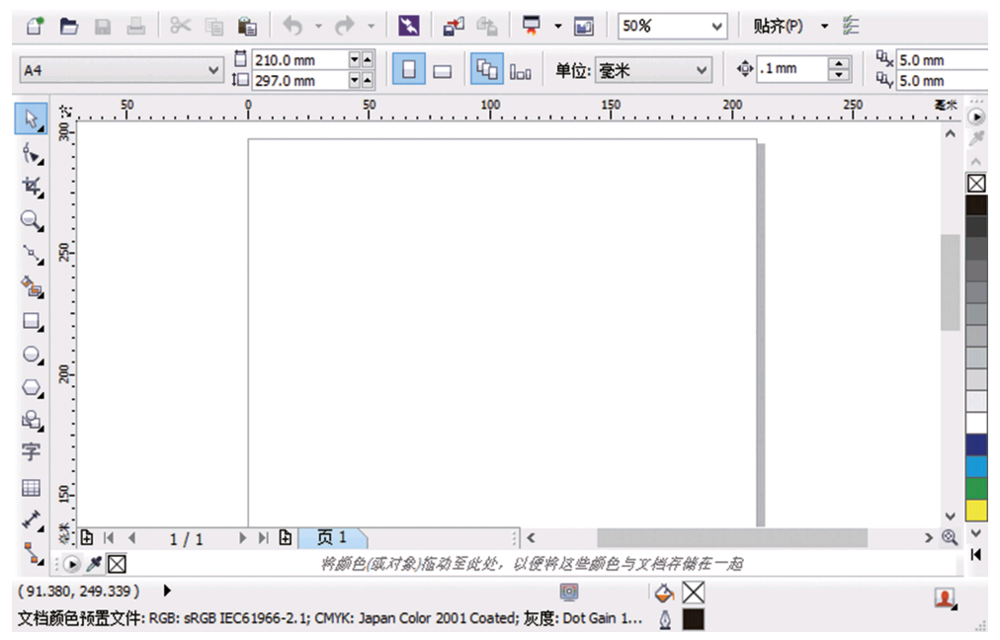 50% 贴齐(P)
A4 210.0 mm 297.0 mm 单位: 毫米 .1 mm 5.0 mm 5.0 mm
50 0 50 100 150 200 250 毫米
300
250
200
字
150
毫米
1 / 1 页 1
将颜色(或对象)拖动至此处，以便将这些颜色与文档存储在一起
( 91.380, 249.339 )
文档颜色预置文件: RGB: sRGB IEC61966-2.1; CMYK: Japan Color 2001 Coated; 灰度: Dot Gain 1...